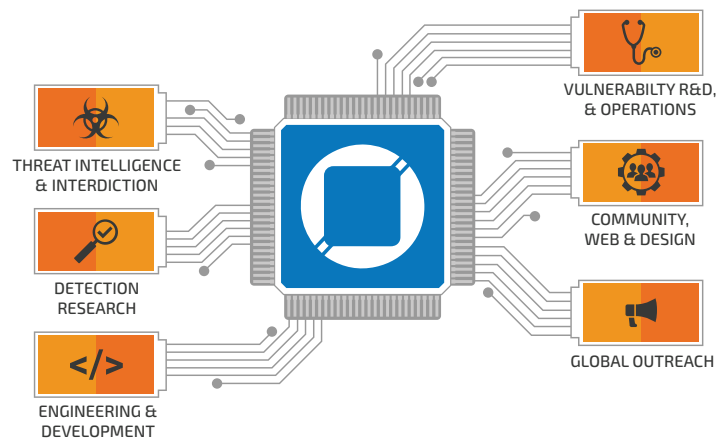 VULNERABILTY R&D,
& OPERATIONS
THREAT INTELLIGENCE
& INTERDICTION
COMMUNITY,
WEB & DESIGN
DETECTION
RESEARCH
GLOBAL OUTREACH
</>
ENGINEERING &
DEVELOPMENT